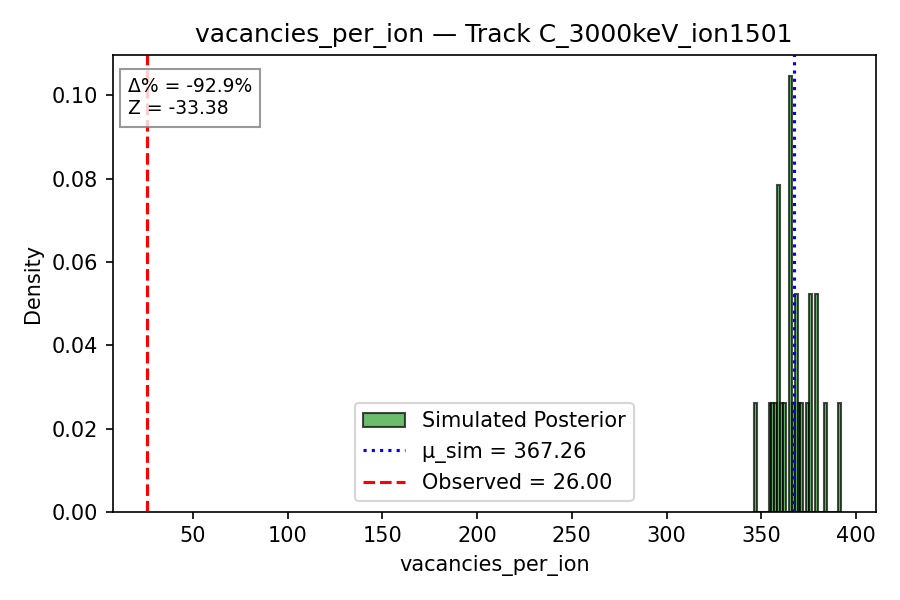 vacancies_per_ion — Track C_3000keV_ion1501
Δ% = -92.9%
Z = -33.38
0.10
0.08
0.06
0.04
0.02
0.00
Density
Simulated Posterior
μ_sim = 367.26
Observed = 26.00
50 100 150 200 250 300 350 400
vacancies_per_ion